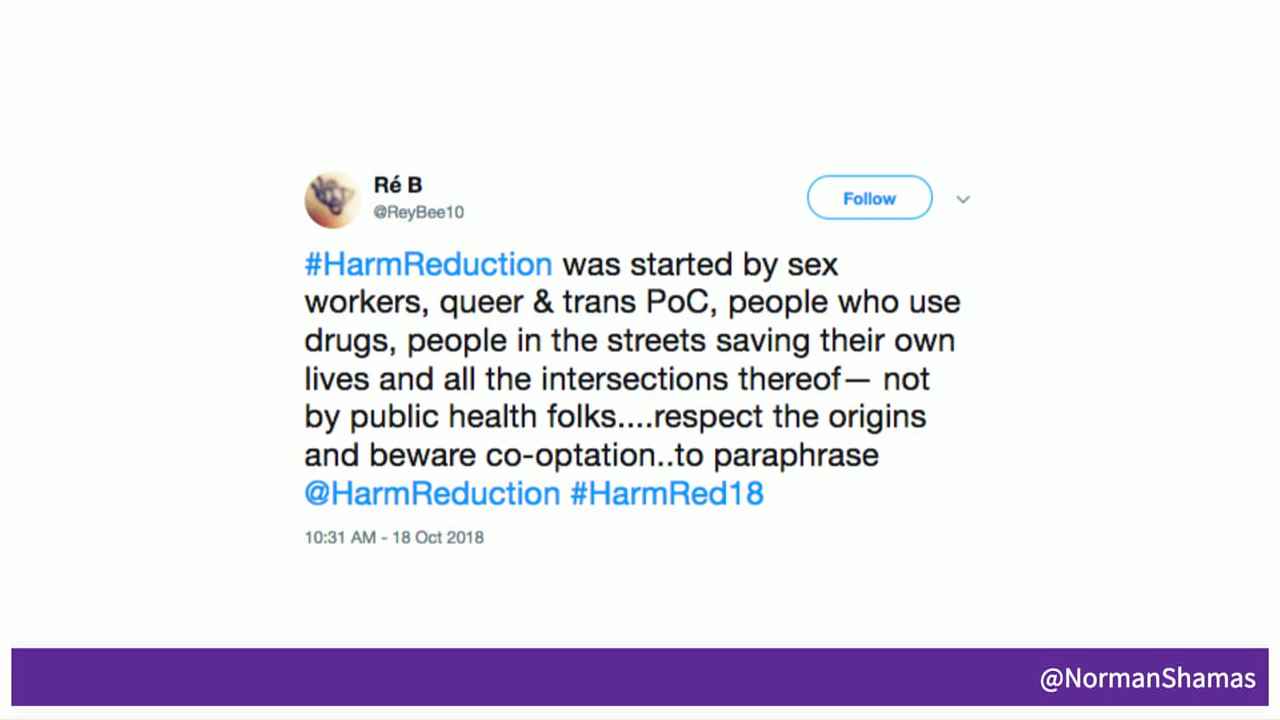 Ré B
@ReyBee10
Follow
#HarmReduction was started by sex
workers, queer & trans PoC, people who use
drugs, people in the streets saving their own
lives and all the intersections thereof— not
by public health folks....respect the origins
and beware co-optation..to paraphrase
@HarmReduction #HarmRed18
10:31 AM - 18 Oct 2018
@NormanShamas